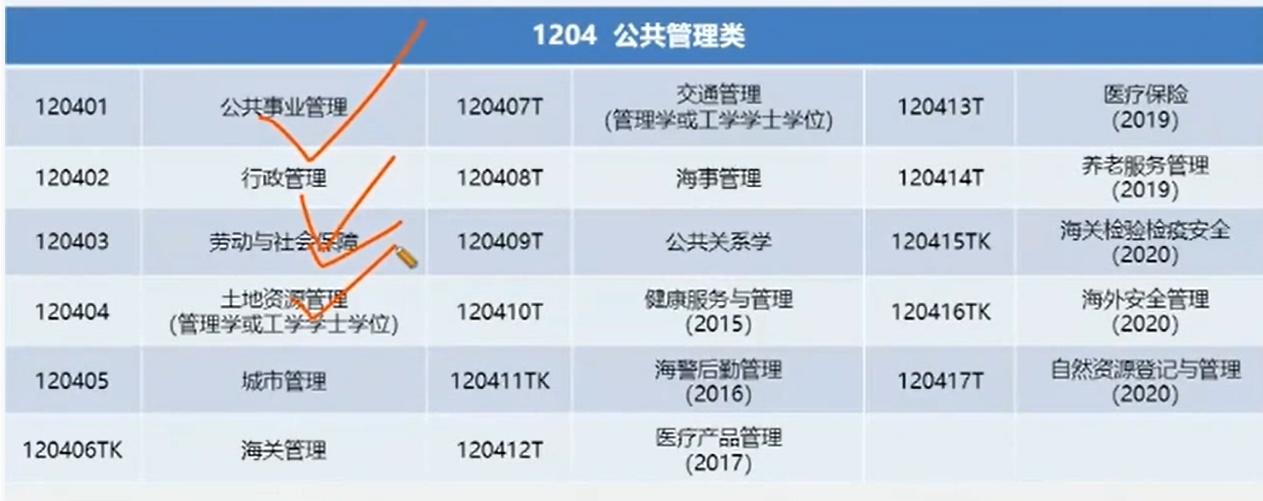 1204 公共管理类
120401 公共事业管理 120407T 交通管理 120413T 医疗保险
(管理学或工学学士学位) (2019)
120402 行政管理 120408T 海事管理 120414T 养老服务管理
(2019)
120403 劳动与社会保障 120409T 公共关系学 120415TK 海关检验检疫安全
(2020)
120404 土地资源管理 120410T 健康服务与管理 120416TK 海外安全管理
(管理学或工学学士学位) (2015) (2020)
120405 城市管理 120411TK 海警后勤管理 120417T 自然资源登记与管理
(2016) (2020)
120406TK 海关管理 120412T 医疗产品管理
(2017)